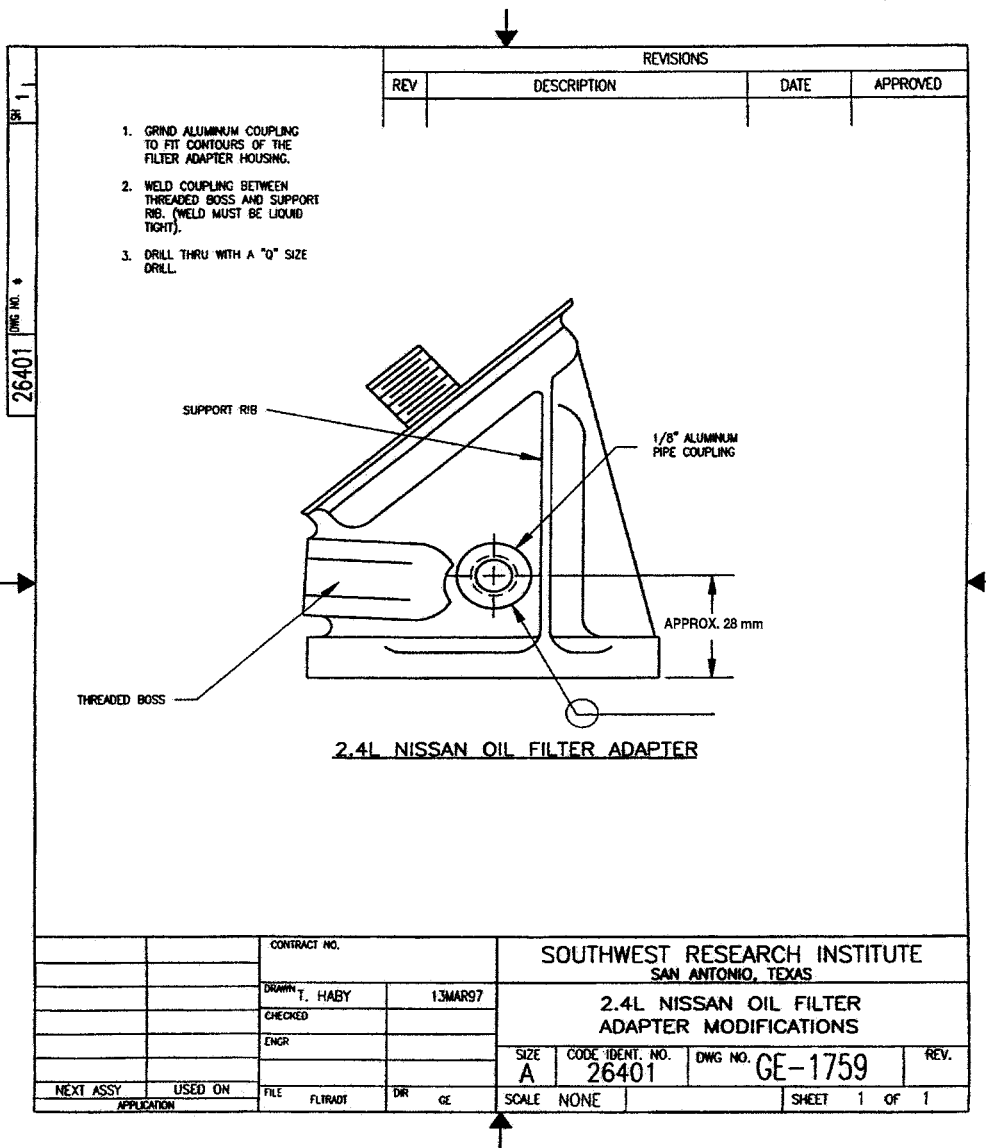 REVISIONS
REV DESCRIPTION DATE APPROVED
SH 1
DWG NO. *
26401
1. GRIND ALUMINUM COUPLING
TO FIT CONTOURS OF THE
FILTER ADAPTER HOUSING.
2. WELD COUPLING BETWEEN
THREADED BOSS AND SUPPORT
RIB. (WELD MUST BE LIQUID
TIGHT).
3. DRILL THRU WITH A "Q" SIZE
DRILL.
SUPPORT RIB
1/8" ALUMINUM
PIPE COUPLING
APPROX. 28 mm
THREADED BOSS
2.4L NISSAN OIL FILTER ADAPTER
CONTRACT NO.
SOUTHWEST RESEARCH INSTITUTE
SAN ANTONIO, TEXAS
DRAWN T. HABY 13MAR97
CHECKED
ENGR
2.4L NISSAN OIL FILTER
ADAPTER MODIFICATIONS
SIZE A
CODE IDENT. NO. 26401
DWG NO. GE-1759
REV.
NEXT ASSY USED ON
APPLICATION
FILE FLTRADT
DIR GE
SCALE NONE
SHEET 1 OF 1